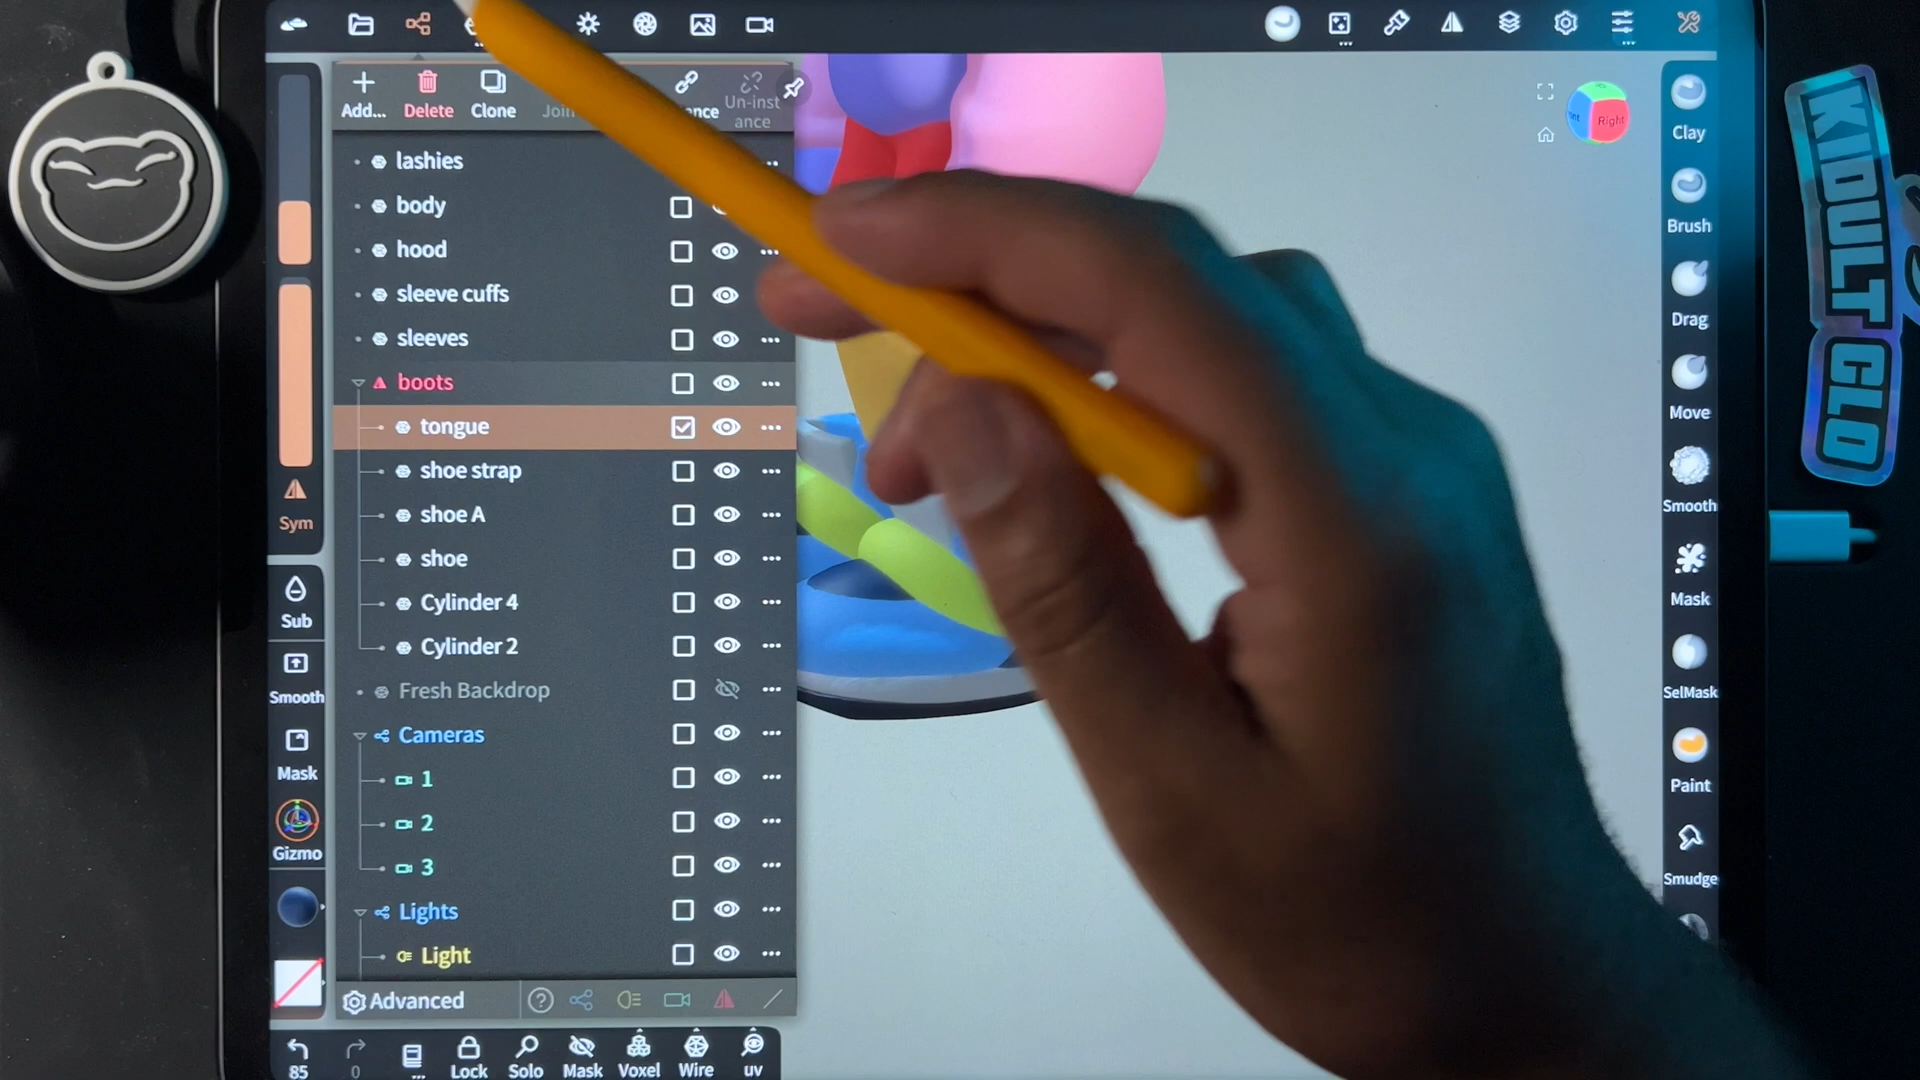 Add...
Delete
Clone
Join
ance
Un-inst
ance
lashies
body
hood
sleeve cuffs
sleeves
boots
tongue
shoe strap
shoe A
shoe
Cylinder 4
Cylinder 2
Fresh Backdrop
Cameras
1
2
3
Lights
Light
Advanced
Sym
Sub
Smooth
Mask
Gizmo
85
0
Lock
Solo
Mask
Voxel
Wire
uv
Right
Clay
Brush
Drag
Move
Smooth
Mask
SelMask
Paint
Smudge
KIDULT
CLO